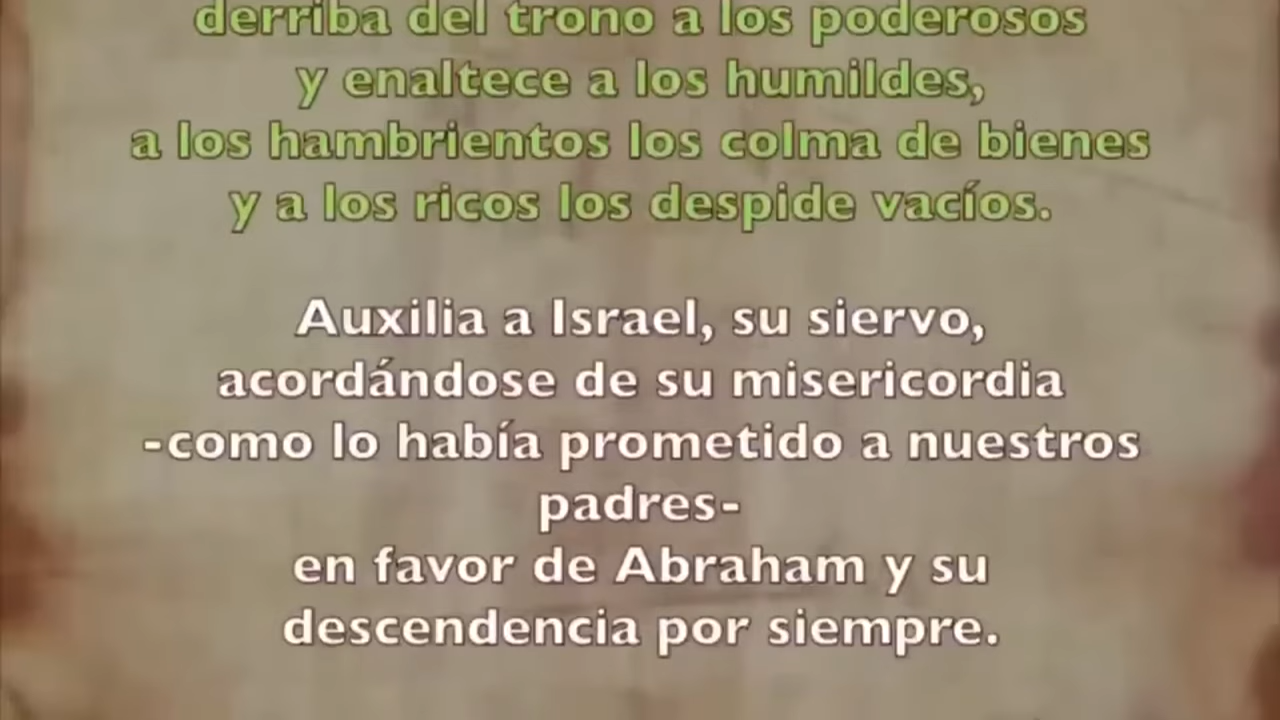 derriba del trono a los poderosos
y enaltece a los humildes,
a los hambrientos los colma de bienes
y a los ricos los despide vacíos.
Auxilia a Israel, su siervo,
acordándose de su misericordia
-como lo había prometido a nuestros
padres-
en favor de Abraham y su
descendencia por siempre.